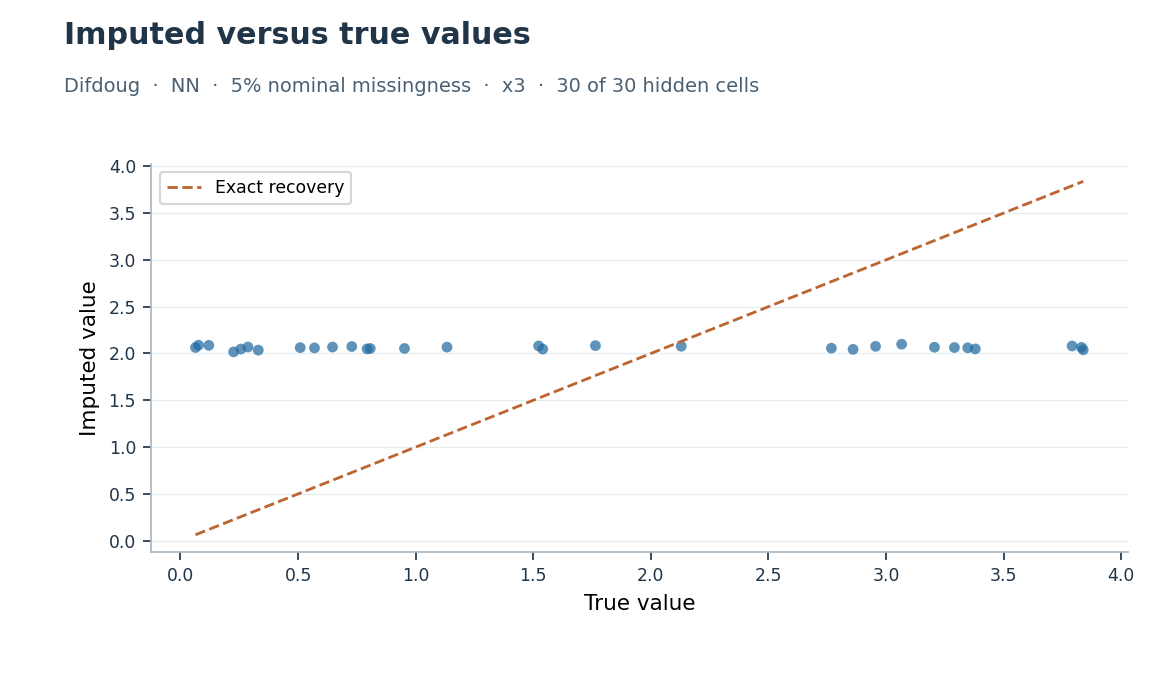 Imputed versus true values
Difdoug · NN · 5% nominal missingness · x3 · 30 of 30 hidden cells
Exact recovery
Imputed value
4.0
3.5
3.0
2.5
2.0
1.5
1.0
0.5
0.0
0.0 0.5 1.0 1.5 2.0 2.5 3.0 3.5 4.0
True value